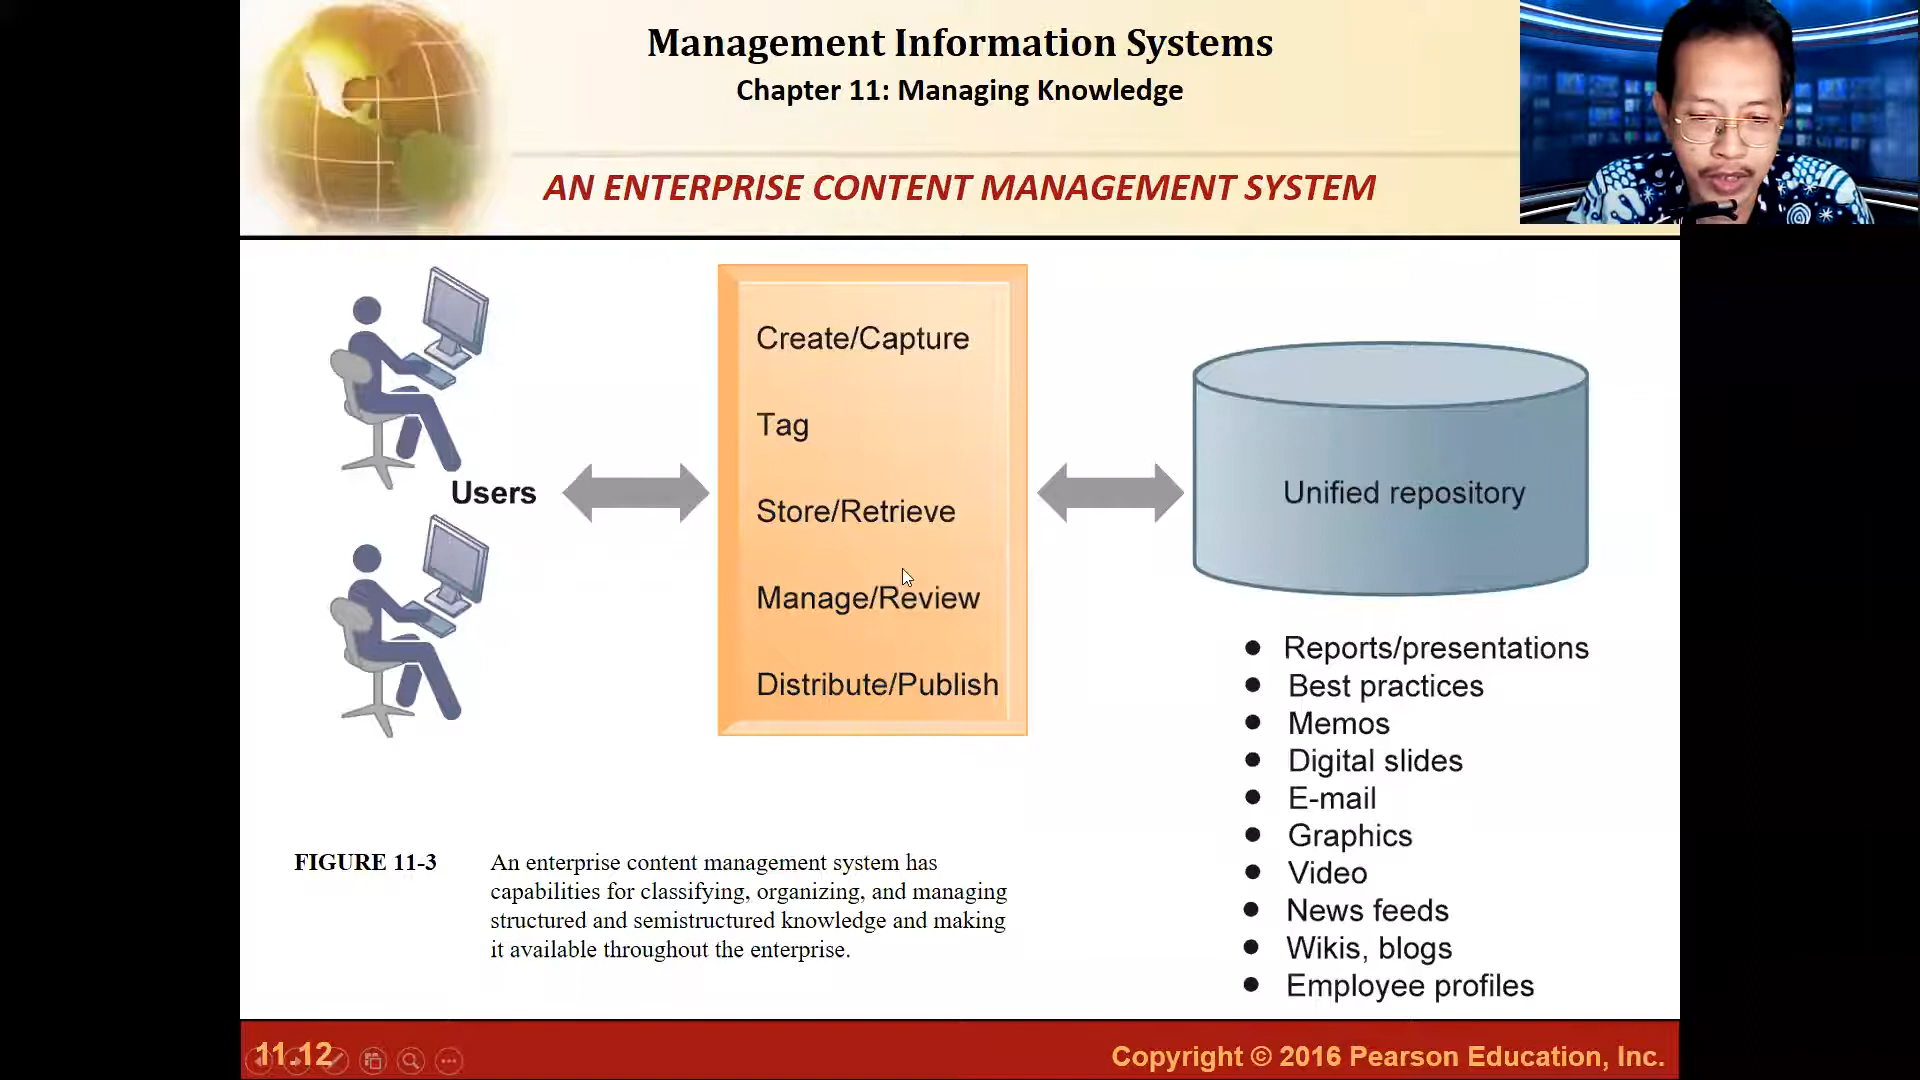 Management Information Systems
Chapter 11: Managing Knowledge
AN ENTERPRISE CONTENT MANAGEMENT SYSTEM
Users
Create/Capture
Tag
Store/Retrieve
Manage/Review
Distribute/Publish
Unified repository
● Reports/presentations
● Best practices
● Memos
● Digital slides
● E-mail
● Graphics
● Video
● News feeds
● Wikis, blogs
● Employee profiles
FIGURE 11-3
An enterprise content management system has
capabilities for classifying, organizing, and managing
structured and semistructured knowledge and making
it available throughout the enterprise.
11.12
Copyright © 2016 Pearson Education, Inc.